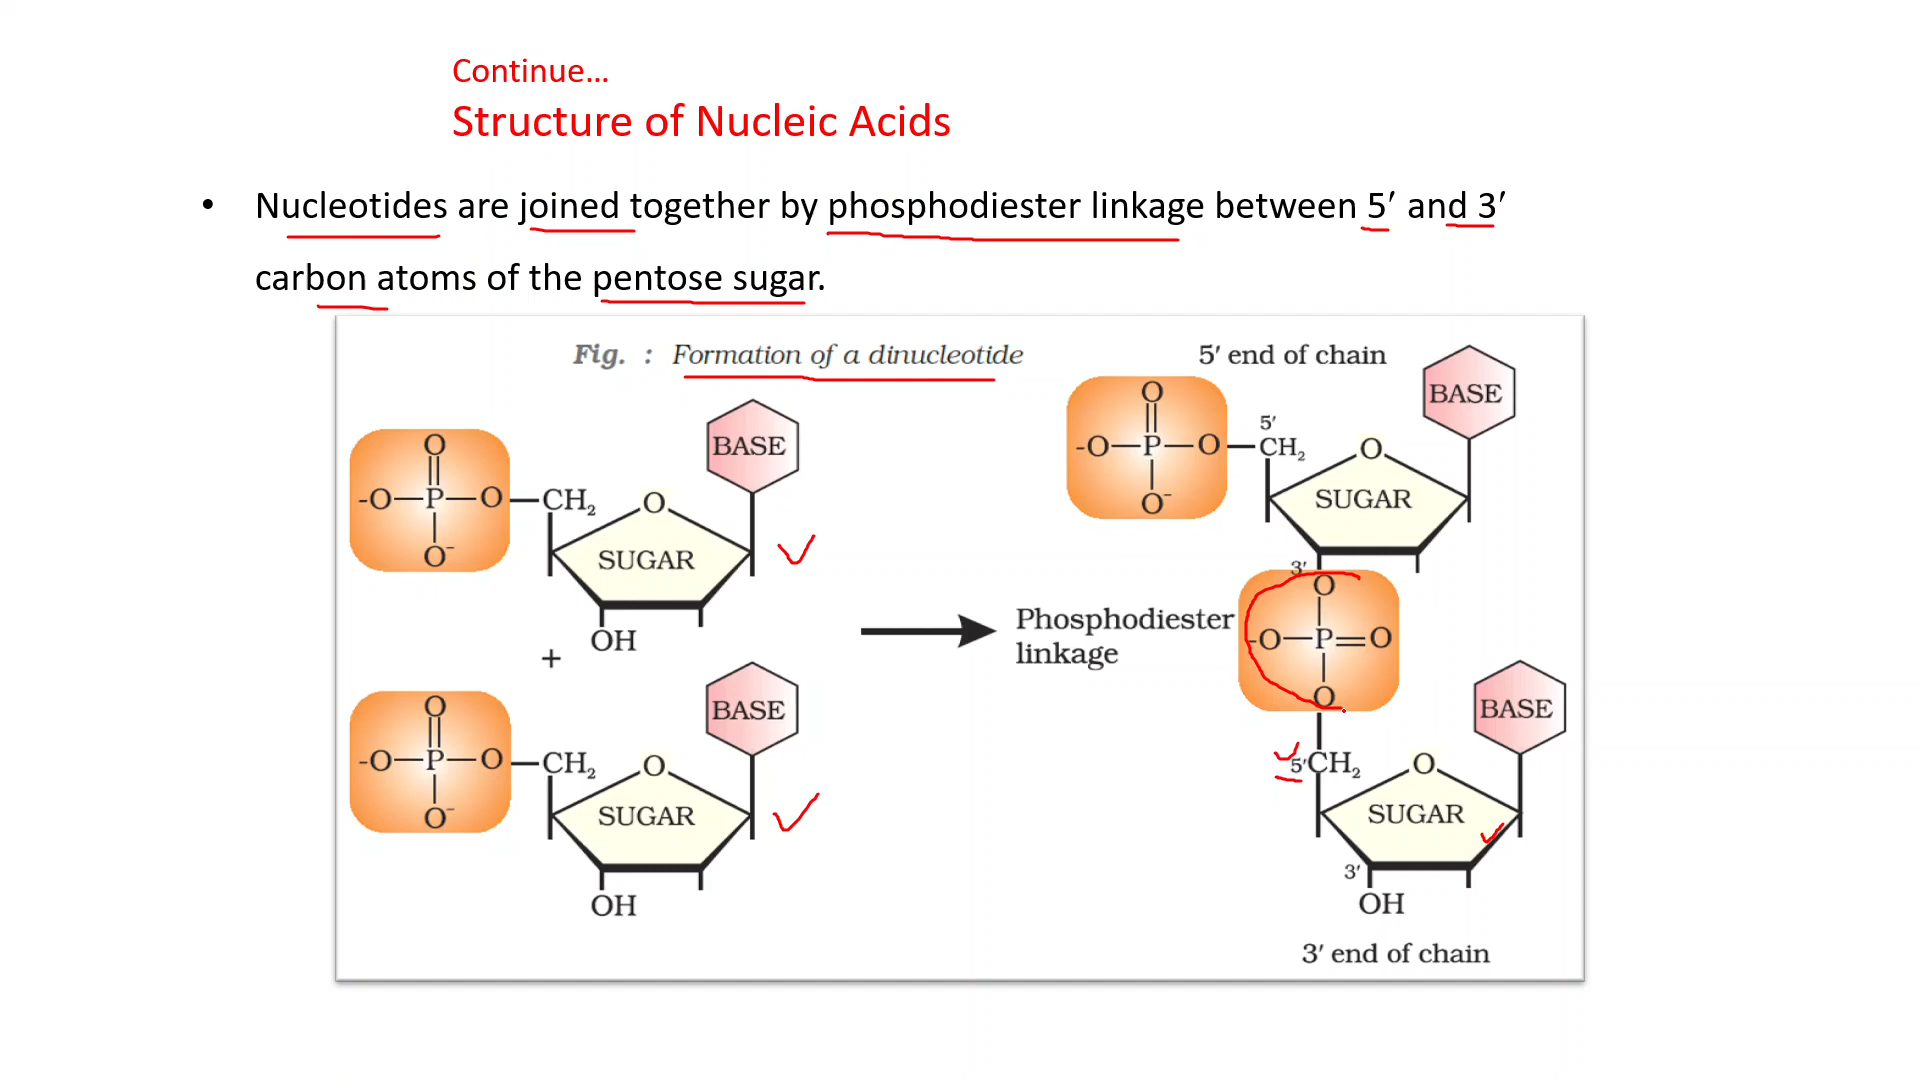 Continue...
Structure of Nucleic Acids
• Nucleotides are joined together by phosphodiester linkage between 5′ and 3′
carbon atoms of the pentose sugar.
Fig. : Formation of a dinucleotide
O
-O—P—O—CH₂
O⁻
O
BASE
SUGAR
OH
+
O
-O—P—O—CH₂
O⁻
O
BASE
SUGAR
OH
Phosphodiester
linkage
5′ end of chain
O
-O—P—O—CH₂
5′
O⁻
O
BASE
SUGAR
3′
O
-O—P=O
O
5′CH₂
O
BASE
SUGAR
3′
OH
3′ end of chain